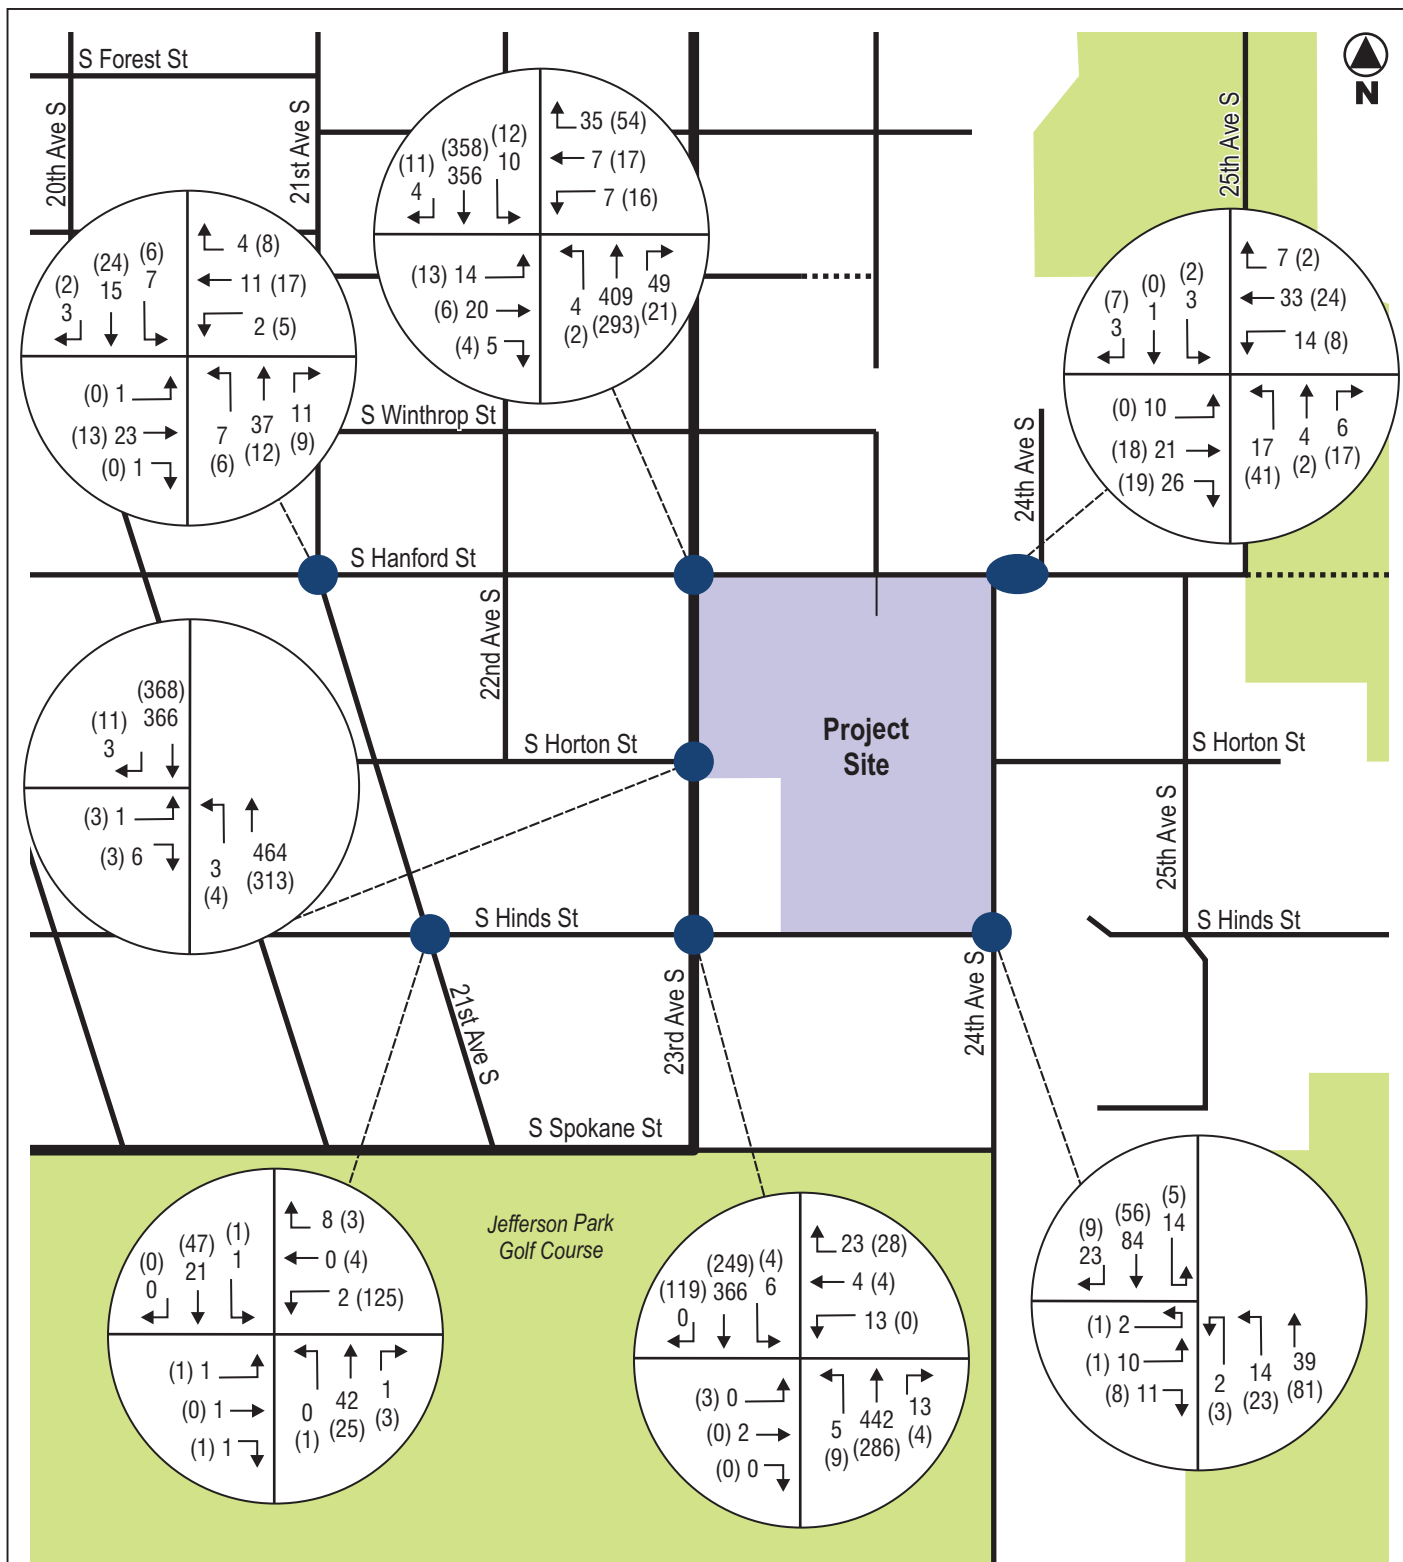 S Forest St
N
20th Ave S
21st Ave S
25th Ave S
(11) (358) (12)
4 356 10
35 (54)
7 (17)
7 (16)
(13) 14
(6) 20
(4) 5
4 409 49
(2) (293) (21)
(2) (24) (6)
3 15 7
4 (8)
11 (17)
2 (5)
(0) 1
(13) 23
(0) 1
7 37 11
(6) (12) (9)
(7) (0) (2)
3 1 3
7 (2)
33 (24)
14 (8)
(0) 10
(18) 21
(19) 26
17 4 6
(41) (2) (17)
S Winthrop St
24th Ave S
S Hanford St
22nd Ave S
Project
Site
(11) (368)
3 366
(3) 1
(3) 6
3 464
(4) (313)
S Horton St
S Horton St
25th Ave S
S Hinds St
S Hinds St
21st Ave S
23rd Ave S
24th Ave S
S Spokane St
Jefferson Park
Golf Course
(0) (47) (1)
0 21 1
8 (3)
0 (4)
2 (125)
(1) 1
(0) 1
(1) 1
0 42 1
(1) (25) (3)
(119) (249) (4)
0 366 6
23 (28)
4 (4)
13 (0)
(3) 0
(0) 2
(0) 0
5 442 13
(9) (286) (4)
(9) (56) (5)
23 84 14
(1) 2
(1) 10
(8) 11
2 14 39
(3) (23) (81)